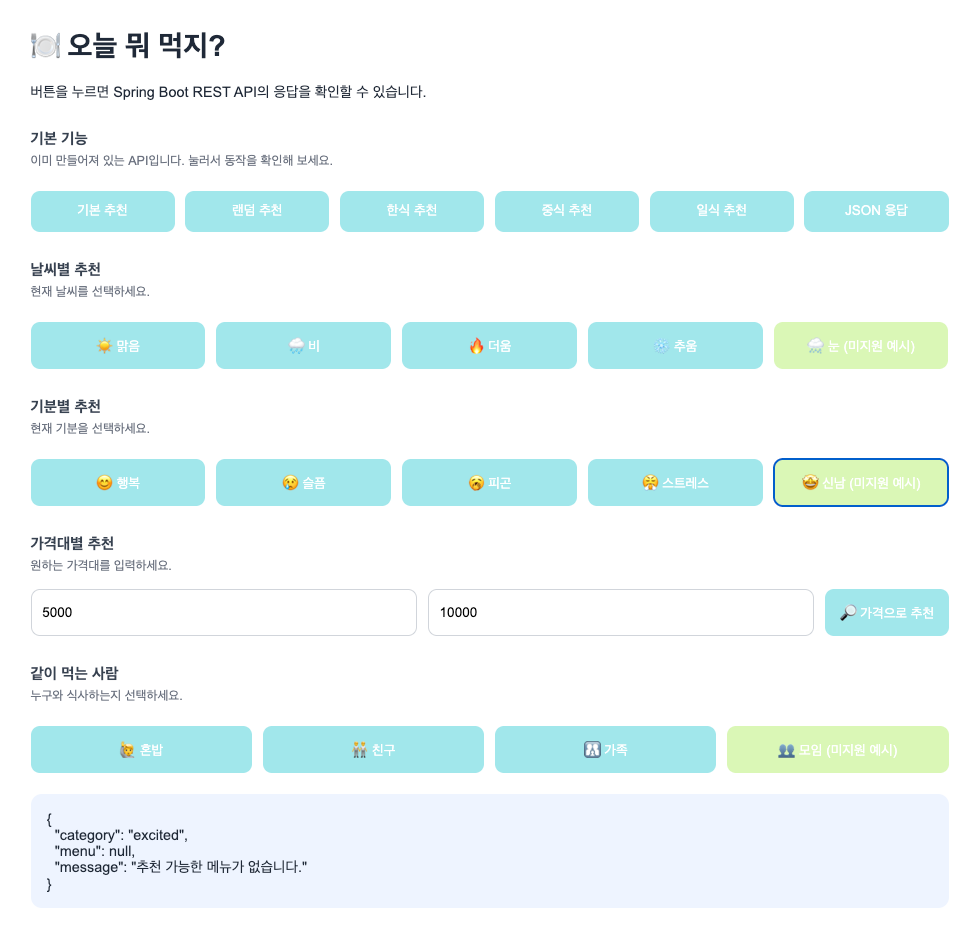 🍽️ 오늘 뭐 먹지?
버튼을 누르면 Spring Boot REST API의 응답을 확인할 수 있습니다.
기본 기능
이미 만들어져 있는 API입니다. 눌러서 동작을 확인해 보세요.
기본 추천 랜덤 추천 한식 추천 중식 추천 일식 추천 JSON 응답
날씨별 추천
현재 날씨를 선택하세요.
☀️ 맑음 🌧️ 비 🔥 더움 ❄️ 추움 🌨️ 눈 (미지원 예시)
기분별 추천
현재 기분을 선택하세요.
😊 행복 😢 슬픔 🥱 피곤 😤 스트레스 🤩 신남 (미지원 예시)
가격대별 추천
원하는 가격대를 입력하세요.
5000 10000 🔎 가격으로 추천
같이 먹는 사람
누구와 식사하는지 선택하세요.
🙋 혼밥 👬 친구 👪 가족 👥 모임 (미지원 예시)
{
"category": "excited",
"menu": null,
"message": "추천 가능한 메뉴가 없습니다."
}